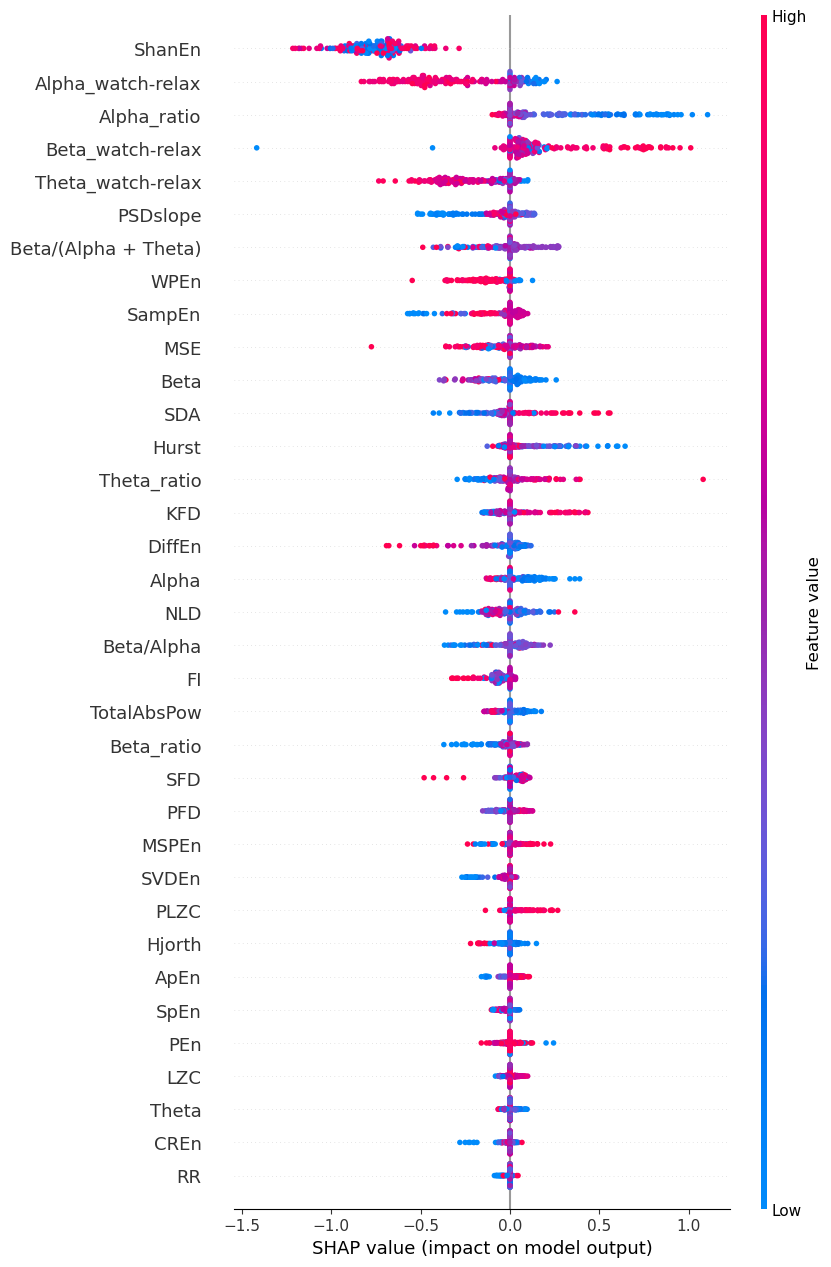 High
ShanEn
Alpha_watch-relax
Alpha_ratio
Beta_watch-relax
Theta_watch-relax
PSDslope
Beta/(Alpha + Theta)
WPEn
SampEn
MSE
Beta
SDA
Hurst
Theta_ratio
KFD
DiffEn
Alpha
NLD
Beta/Alpha
FI
TotalAbsPow
Beta_ratio
SFD
PFD
MSPEn
SVDEn
PLZC
Hjorth
ApEn
SpEn
PEn
LZC
Theta
CREn
RR
Feature value
Low
−1.5 −1.0 −0.5 0.0 0.5 1.0
SHAP value (impact on model output)